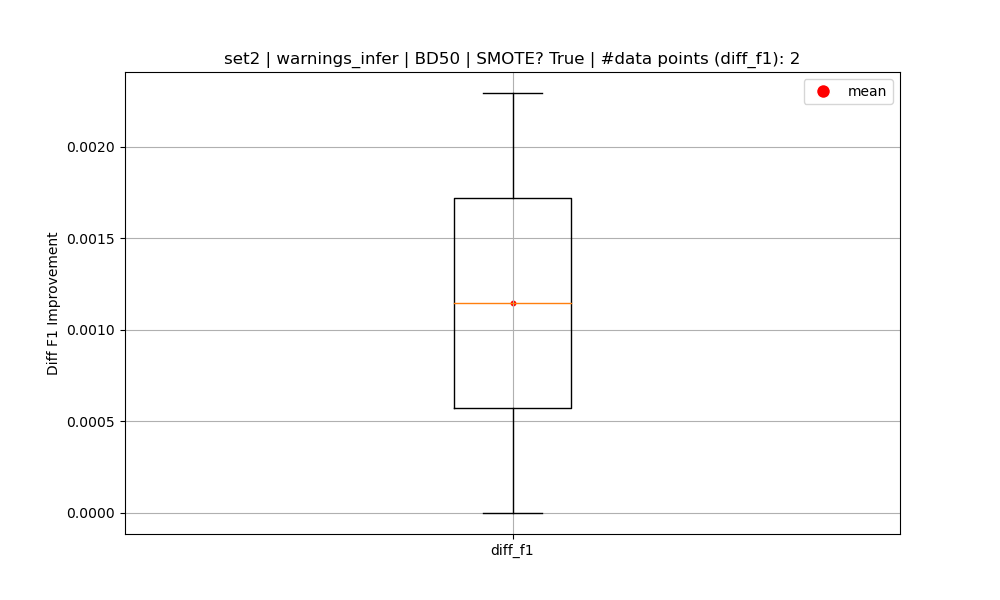 set2 | warnings_infer | BD50 | SMOTE? True | #data points (diff_f1): 2
mean
0.0020
0.0015
0.0010
0.0005
0.0000
Diff F1 Improvement
diff_f1